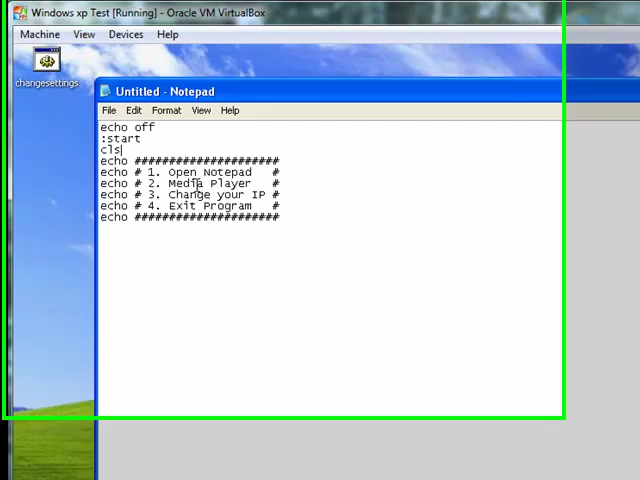 Windows xp Test [Running] - Oracle VM VirtualBox
Machine View Devices Help
changesettings
Untitled - Notepad
File Edit Format View Help
echo off
:start
cls
echo #####################
echo # 1. Open Notepad   #
echo # 2. Media Player   #
echo # 3. Change your IP #
echo # 4. Exit Program   #
echo #####################